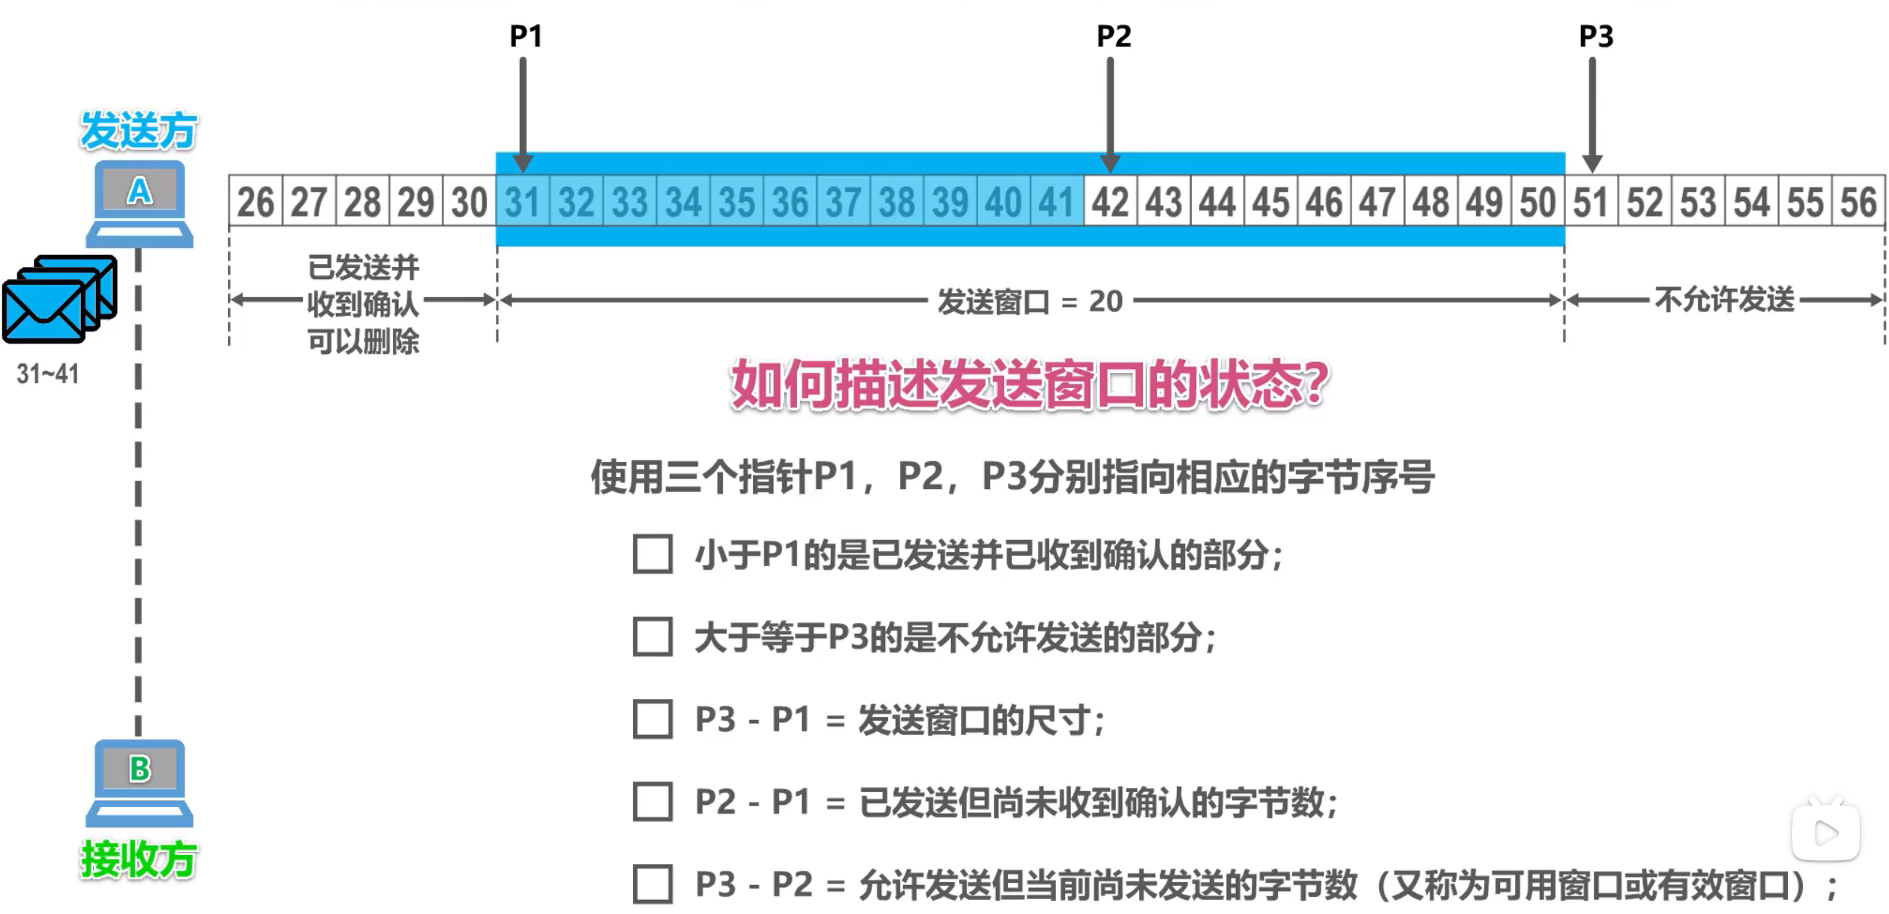 P1 P2 P3
发送方
A
26 27 28 29 30 31 32 33 34 35 36 37 38 39 40 41 42 43 44 45 46 47 48 49 50 51 52 53 54 55 56
已发送并
收到确认
可以删除
发送窗口 = 20
不允许发送
31~41
如何描述发送窗口的状态?
使用三个指针P1，P2，P3分别指向相应的字节序号
小于P1的是已发送并已收到确认的部分；
大于等于P3的是不允许发送的部分；
P3 - P1 = 发送窗口的尺寸；
P2 - P1 = 已发送但尚未收到确认的字节数；
P3 - P2 = 允许发送但当前尚未发送的字节数（又称为可用窗口或有效窗口）；
B
接收方